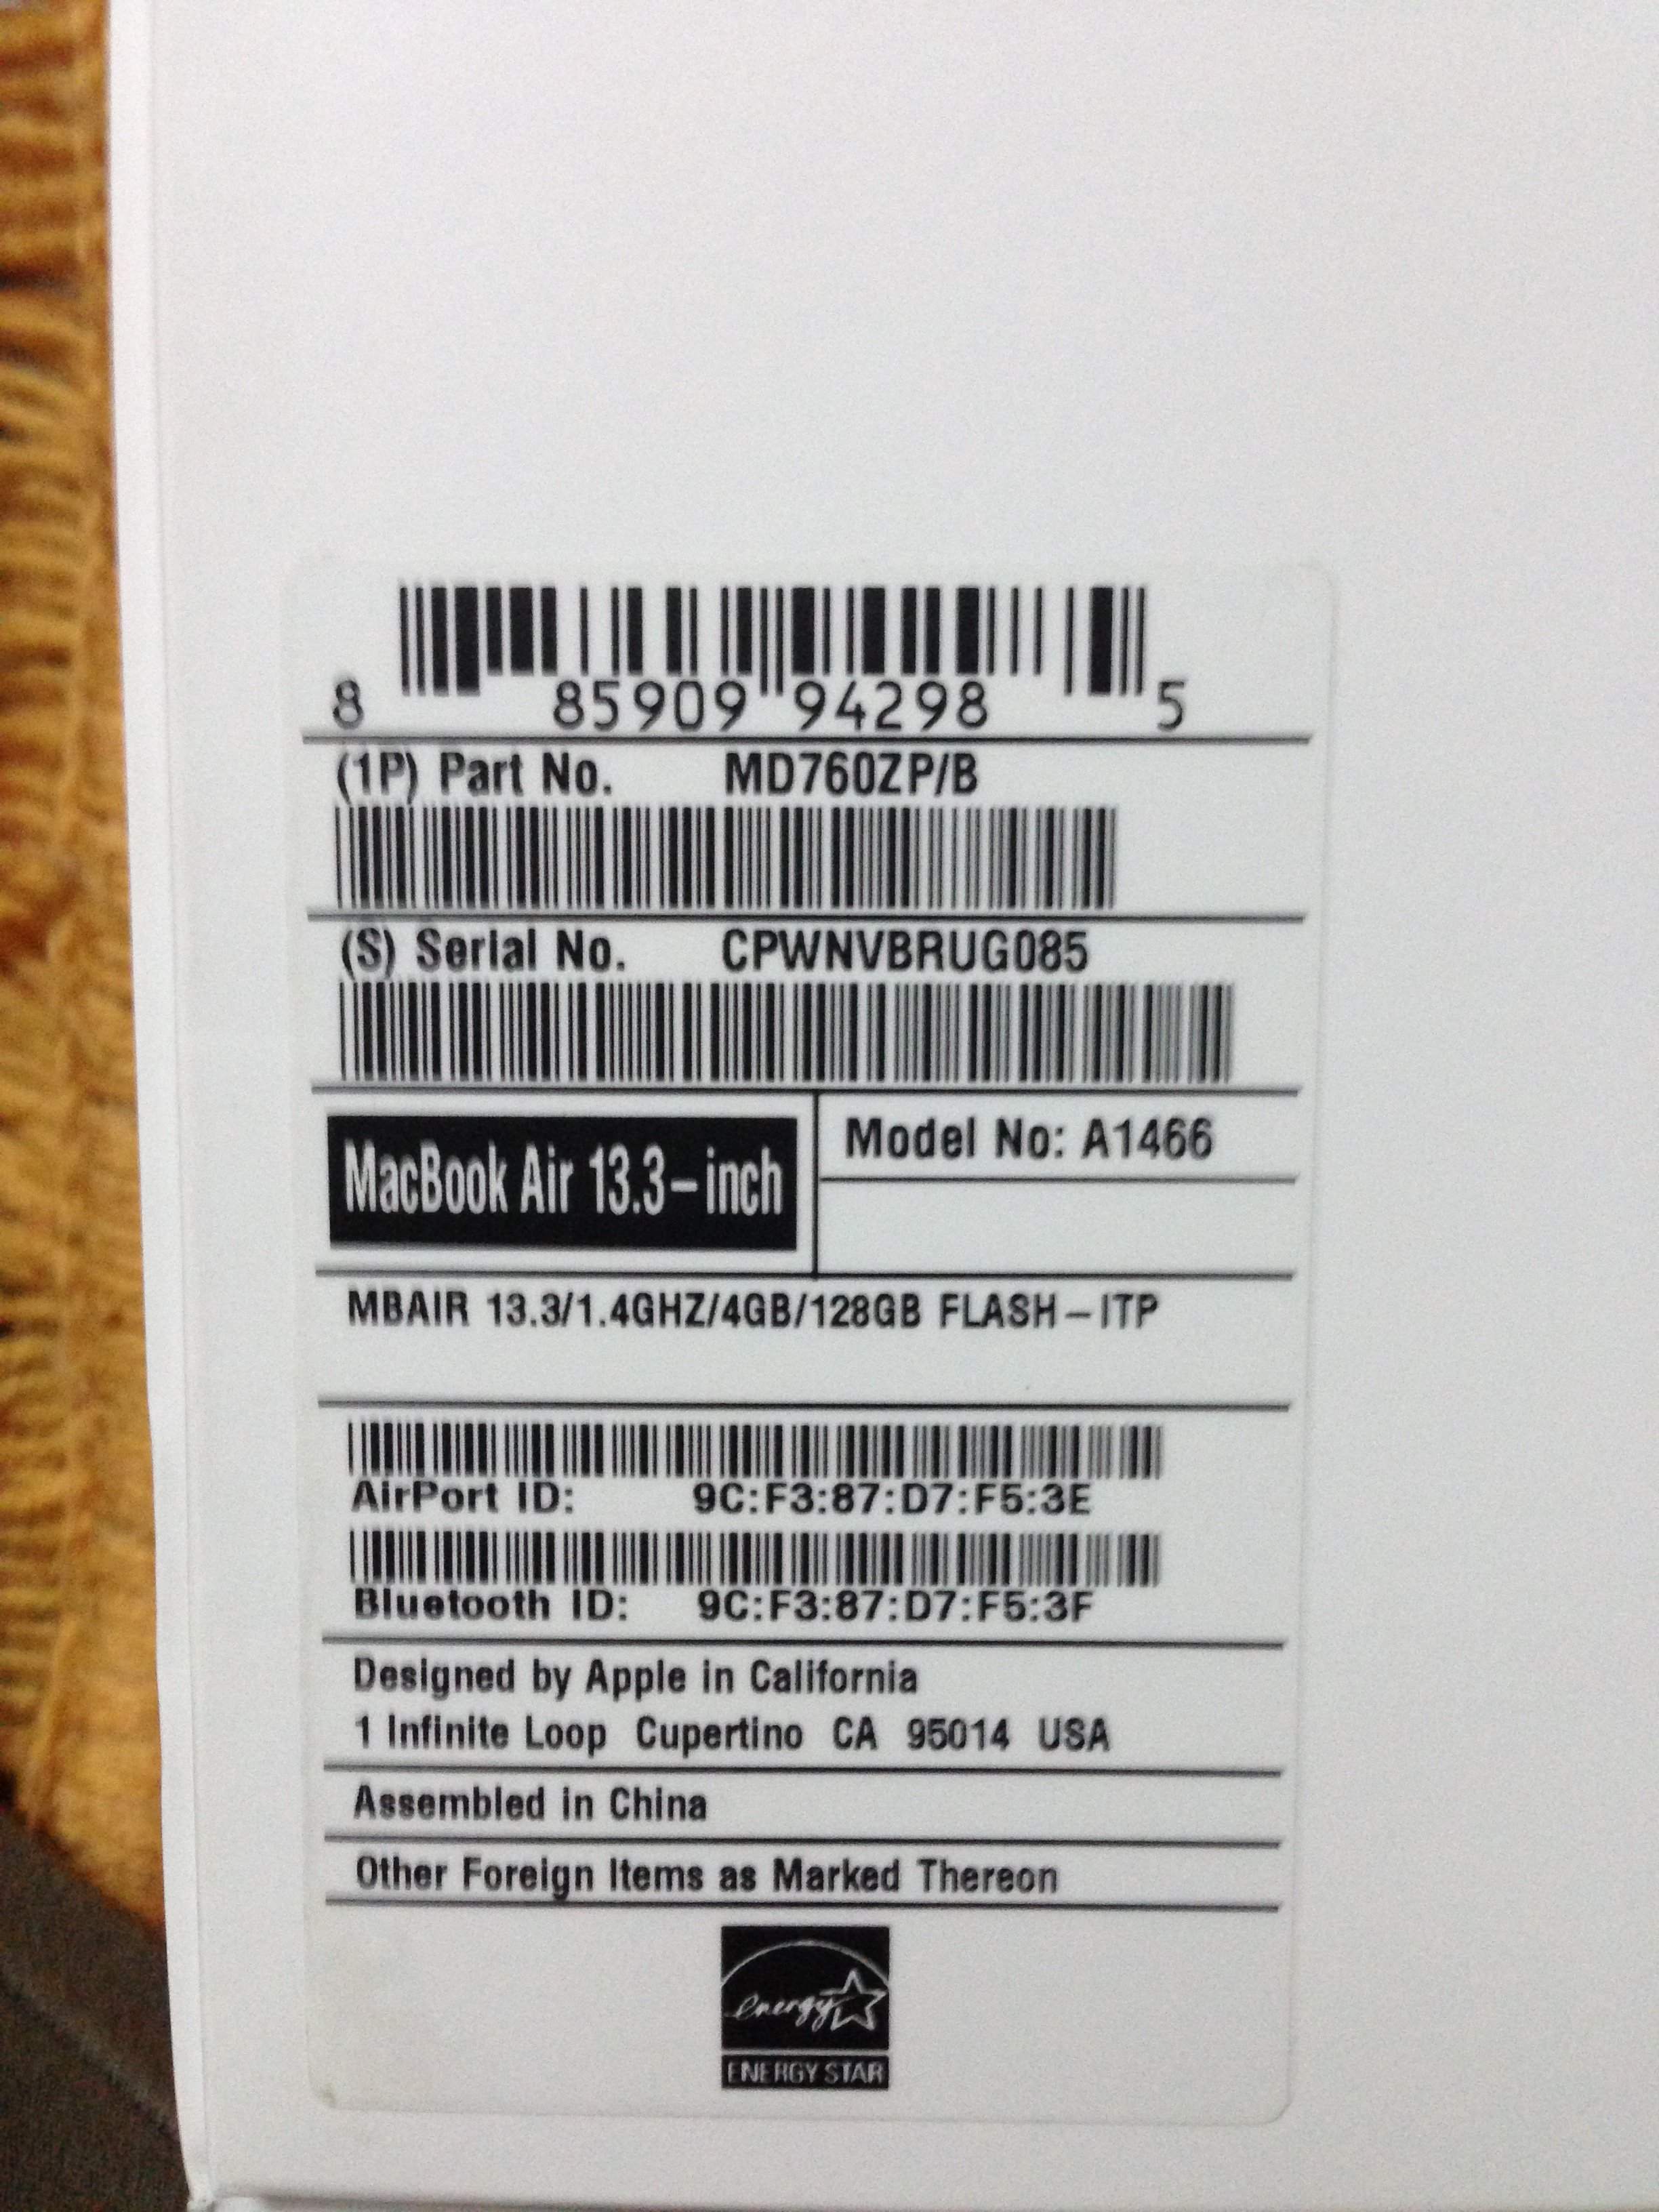 8 85909 94298 5
(1P) Part No. MD760ZP/B
(S) Serial No. CPWNVBRUG085
MacBook Air 13.3-inch
Model No: A1466
MBAIR 13.3/1.4GHZ/4GB/128GB FLASH-ITP
AirPort ID: 9C:F3:87:D7:F5:3E
Bluetooth ID: 9C:F3:87:D7:F5:3F
Designed by Apple in California
1 Infinite Loop Cupertino CA 95014 USA
Assembled in China
Other Foreign Items as Marked Thereon
energy
ENERGY STAR